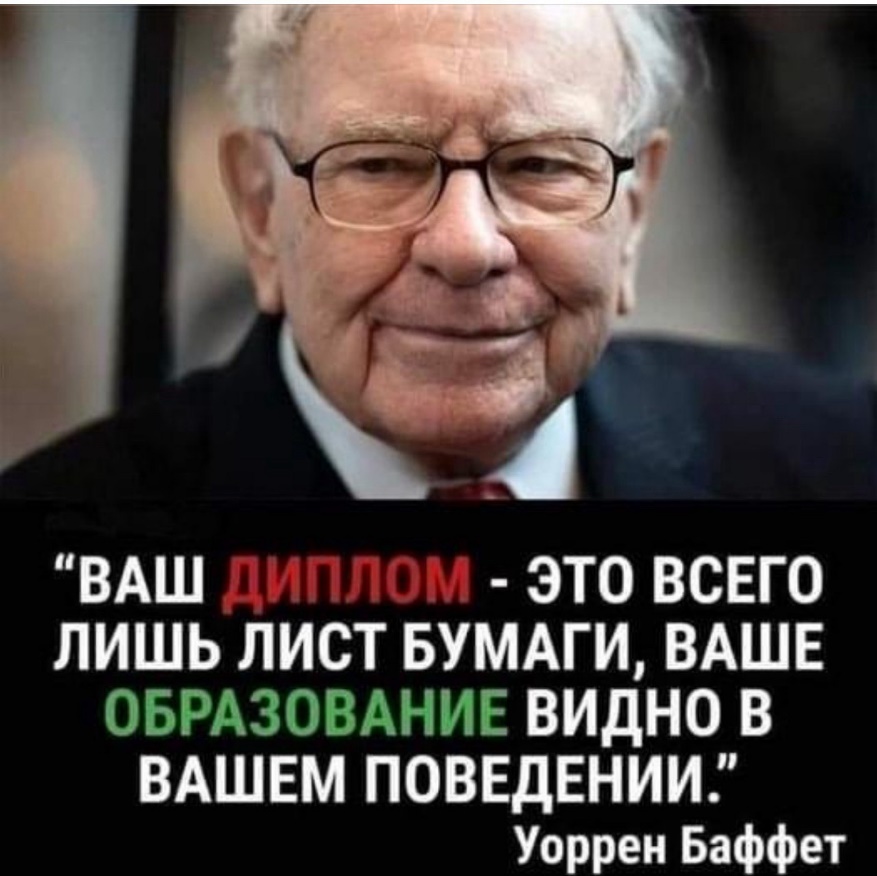 “ВАШ ДИПЛОМ - ЭТО ВСЕГО
ЛИШЬ ЛИСТ БУМАГИ, ВАШЕ
ОБРАЗОВАНИЕ ВИДНО В
ВАШЕМ ПОВЕДЕНИИ.”
Уоррен Баффет